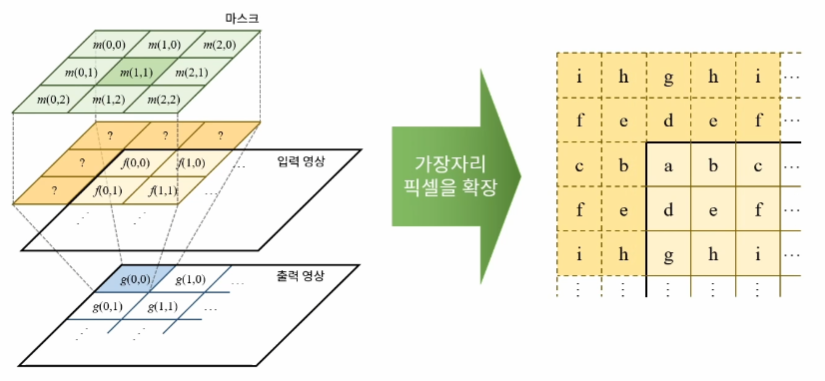 마스크
m(0,0) m(1,0) m(2,0)
m(0,1) m(1,1) m(2,1)
m(0,2) m(1,2) m(2,2)
? ? ?
? f(0,0) f(1,0) ...
? f(0,1) f(1,1) ...
입력 영상
출력 영상
g(0,0) g(1,0) ...
g(0,1) g(1,1) ...
가장자리
픽셀을 확장
i h g h i ...
f e d e f ...
c b a b c ...
f e d e f ...
i h g h i ...
⋮ ⋮ ⋮ ⋮ ⋮